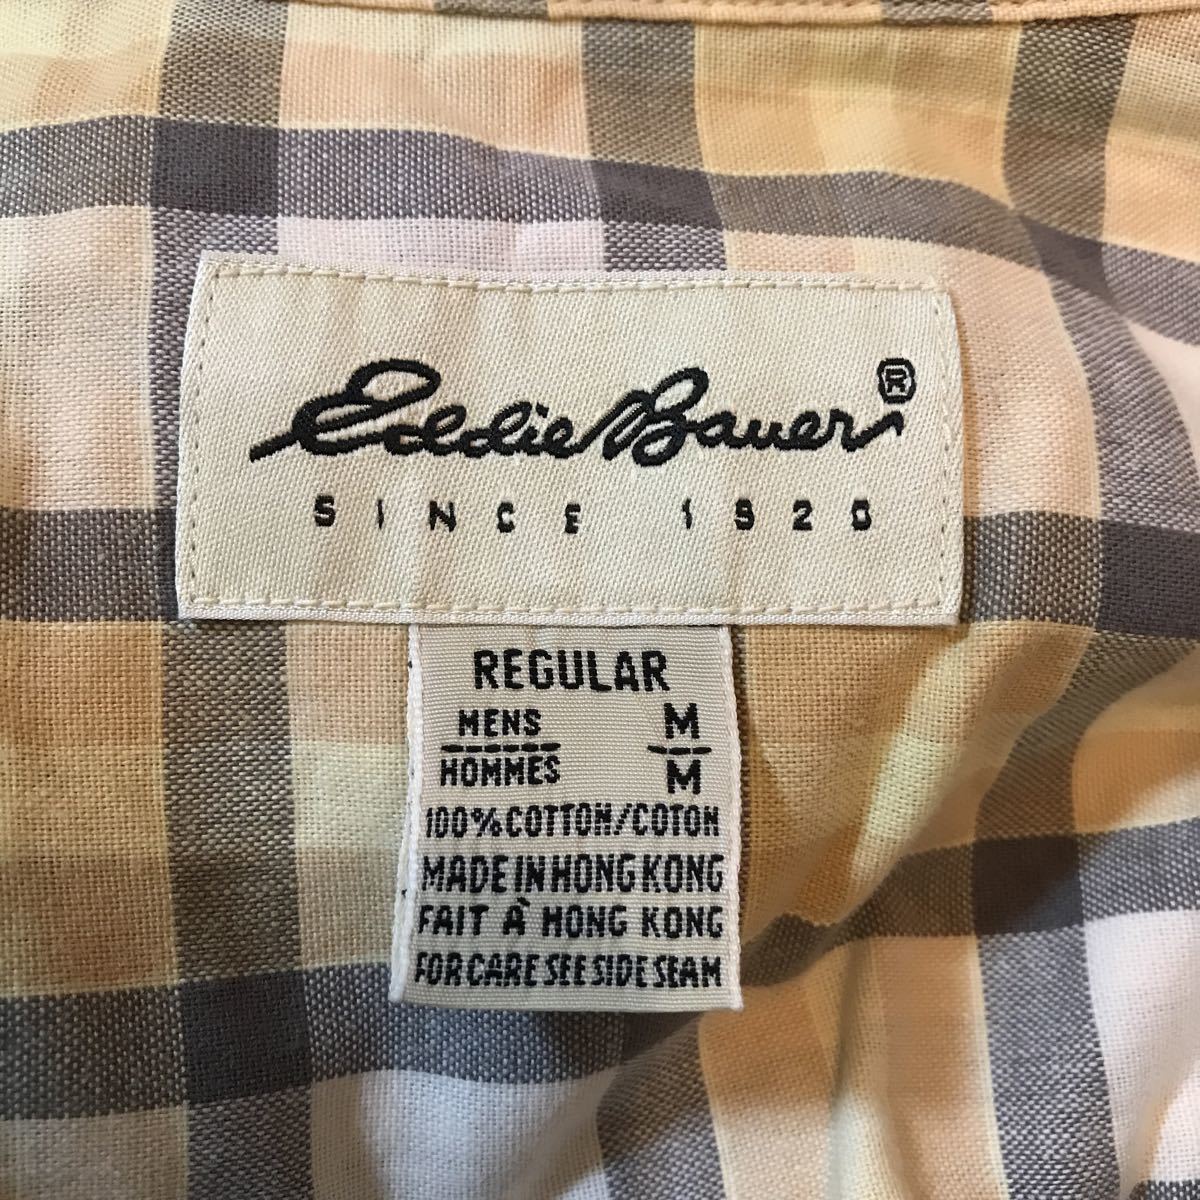 Eddie Bauer®
SINCE 1920
REGULAR
MENS M
HOMMES M
100% COTTON/COTON
MADE IN HONG KONG
FAIT À HONG KONG
FOR CARE SEE SIDE SEAM